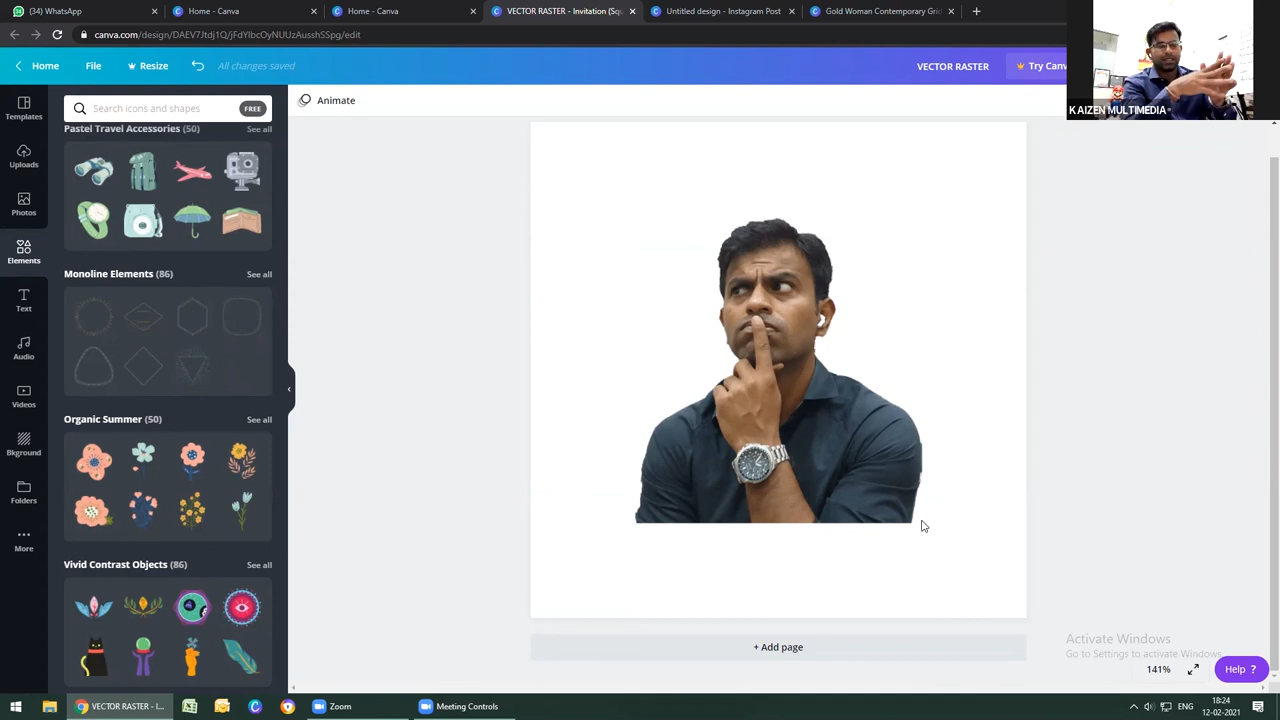 (34) WhatsApp
Home - Canva
Home - Canva
VECTOR RASTER - Invitation (Squ
Untitled design - Instagram Post
Gold Woman Contemporary Grid
canva.com/design/DAEV7Jtdj1Q/jFdYlbcOyNUUzAusshSSpg/edit
Home
File
Resize
All changes saved
VECTOR RASTER
Try Canv
KAIZEN MULTIMEDIA
Templates
Uploads
Photos
Elements
Text
Audio
Videos
Bkground
Folders
More
Search icons and shapes
FREE
Animate
Pastel Travel Accessories (50)
See all
Monoline Elements (86)
See all
Organic Summer (50)
See all
Vivid Contrast Objects (86)
See all
+ Add page
Activate Windows
Go to Settings to activate Windows.
141%
Help ?
VECTOR RASTER - I...
Zoom
Meeting Controls
ENG
18:24
12-02-2021